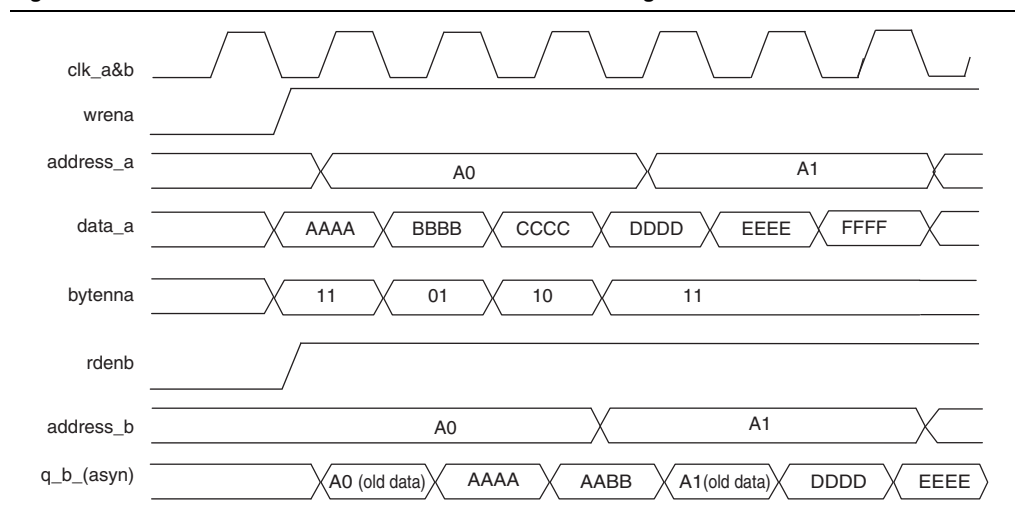 clk_a&b
wrena
address_a A0 A1
data_a AAAA BBBB CCCC DDDD EEEE FFFF
bytenna 11 01 10 11
rdenb
address_b A0 A1
q_b_(asyn) A0 (old data) AAAA AABB A1(old data) DDDD EEEE